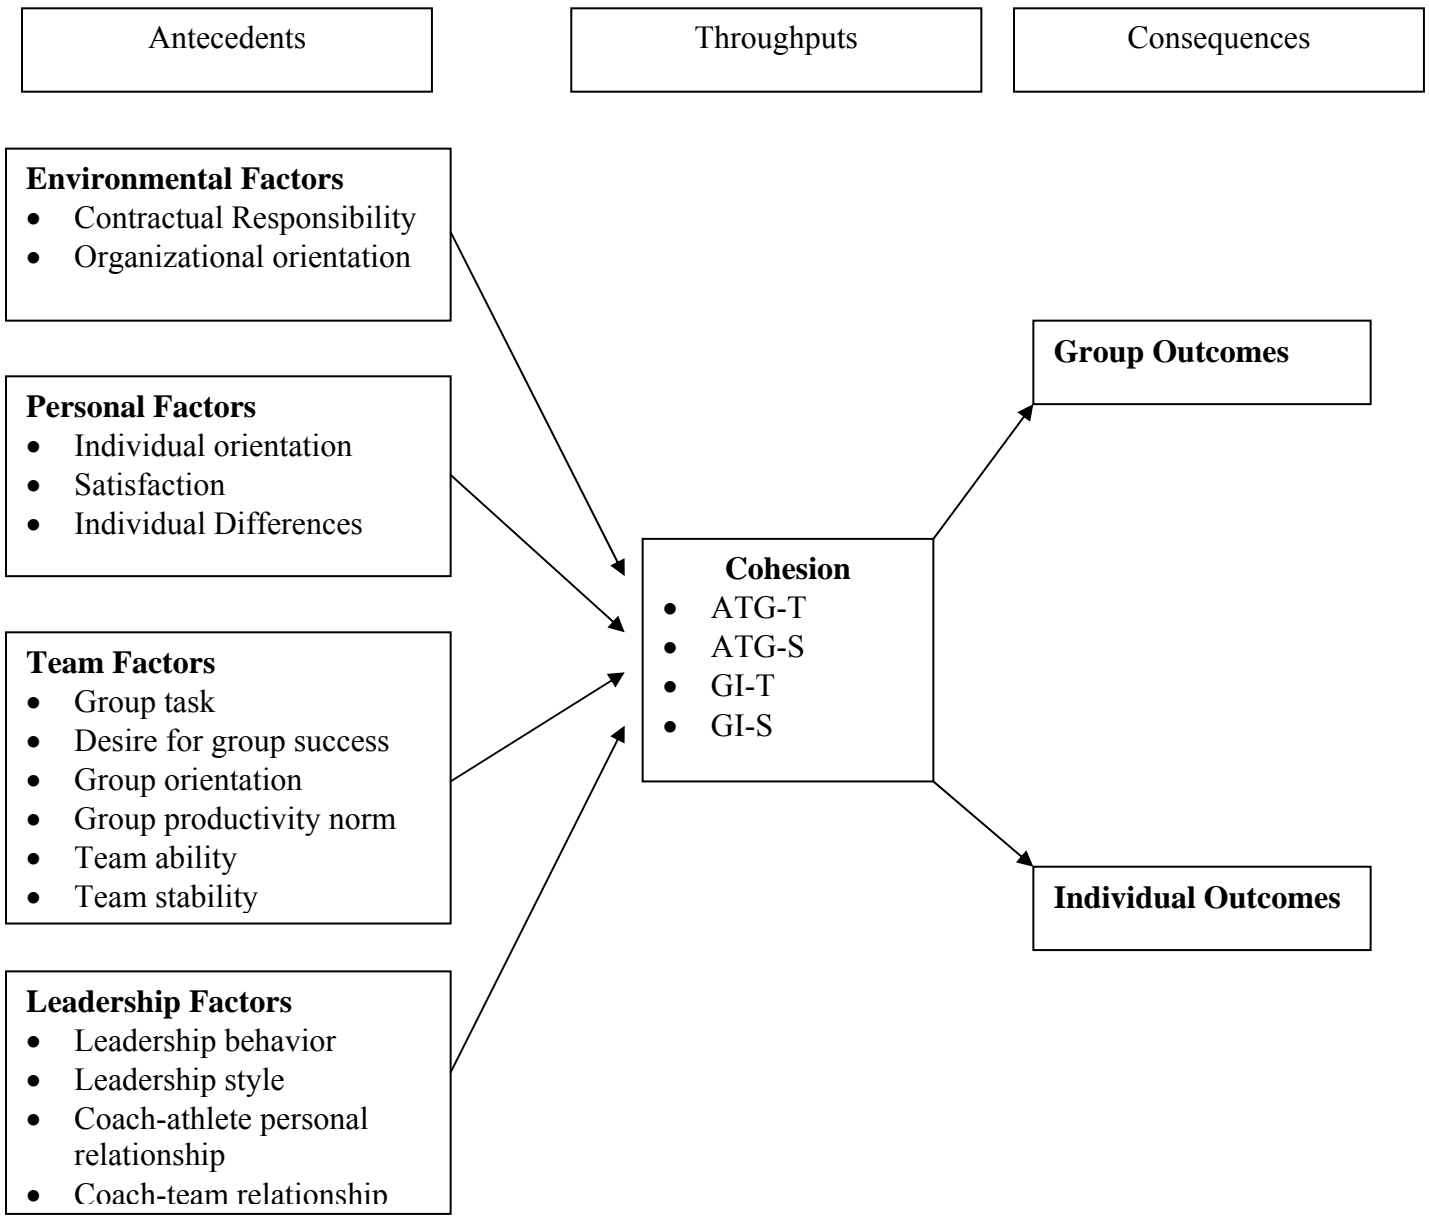 Antecedents
Throughputs
Consequences
Environmental Factors
• Contractual Responsibility
• Organizational orientation
Personal Factors
• Individual orientation
• Satisfaction
• Individual Differences
Team Factors
• Group task
• Desire for group success
• Group orientation
• Group productivity norm
• Team ability
• Team stability
Leadership Factors
• Leadership behavior
• Leadership style
• Coach-athlete personal
relationship
• Coach-team relationship
Cohesion
• ATG-T
• ATG-S
• GI-T
• GI-S
Group Outcomes
Individual Outcomes